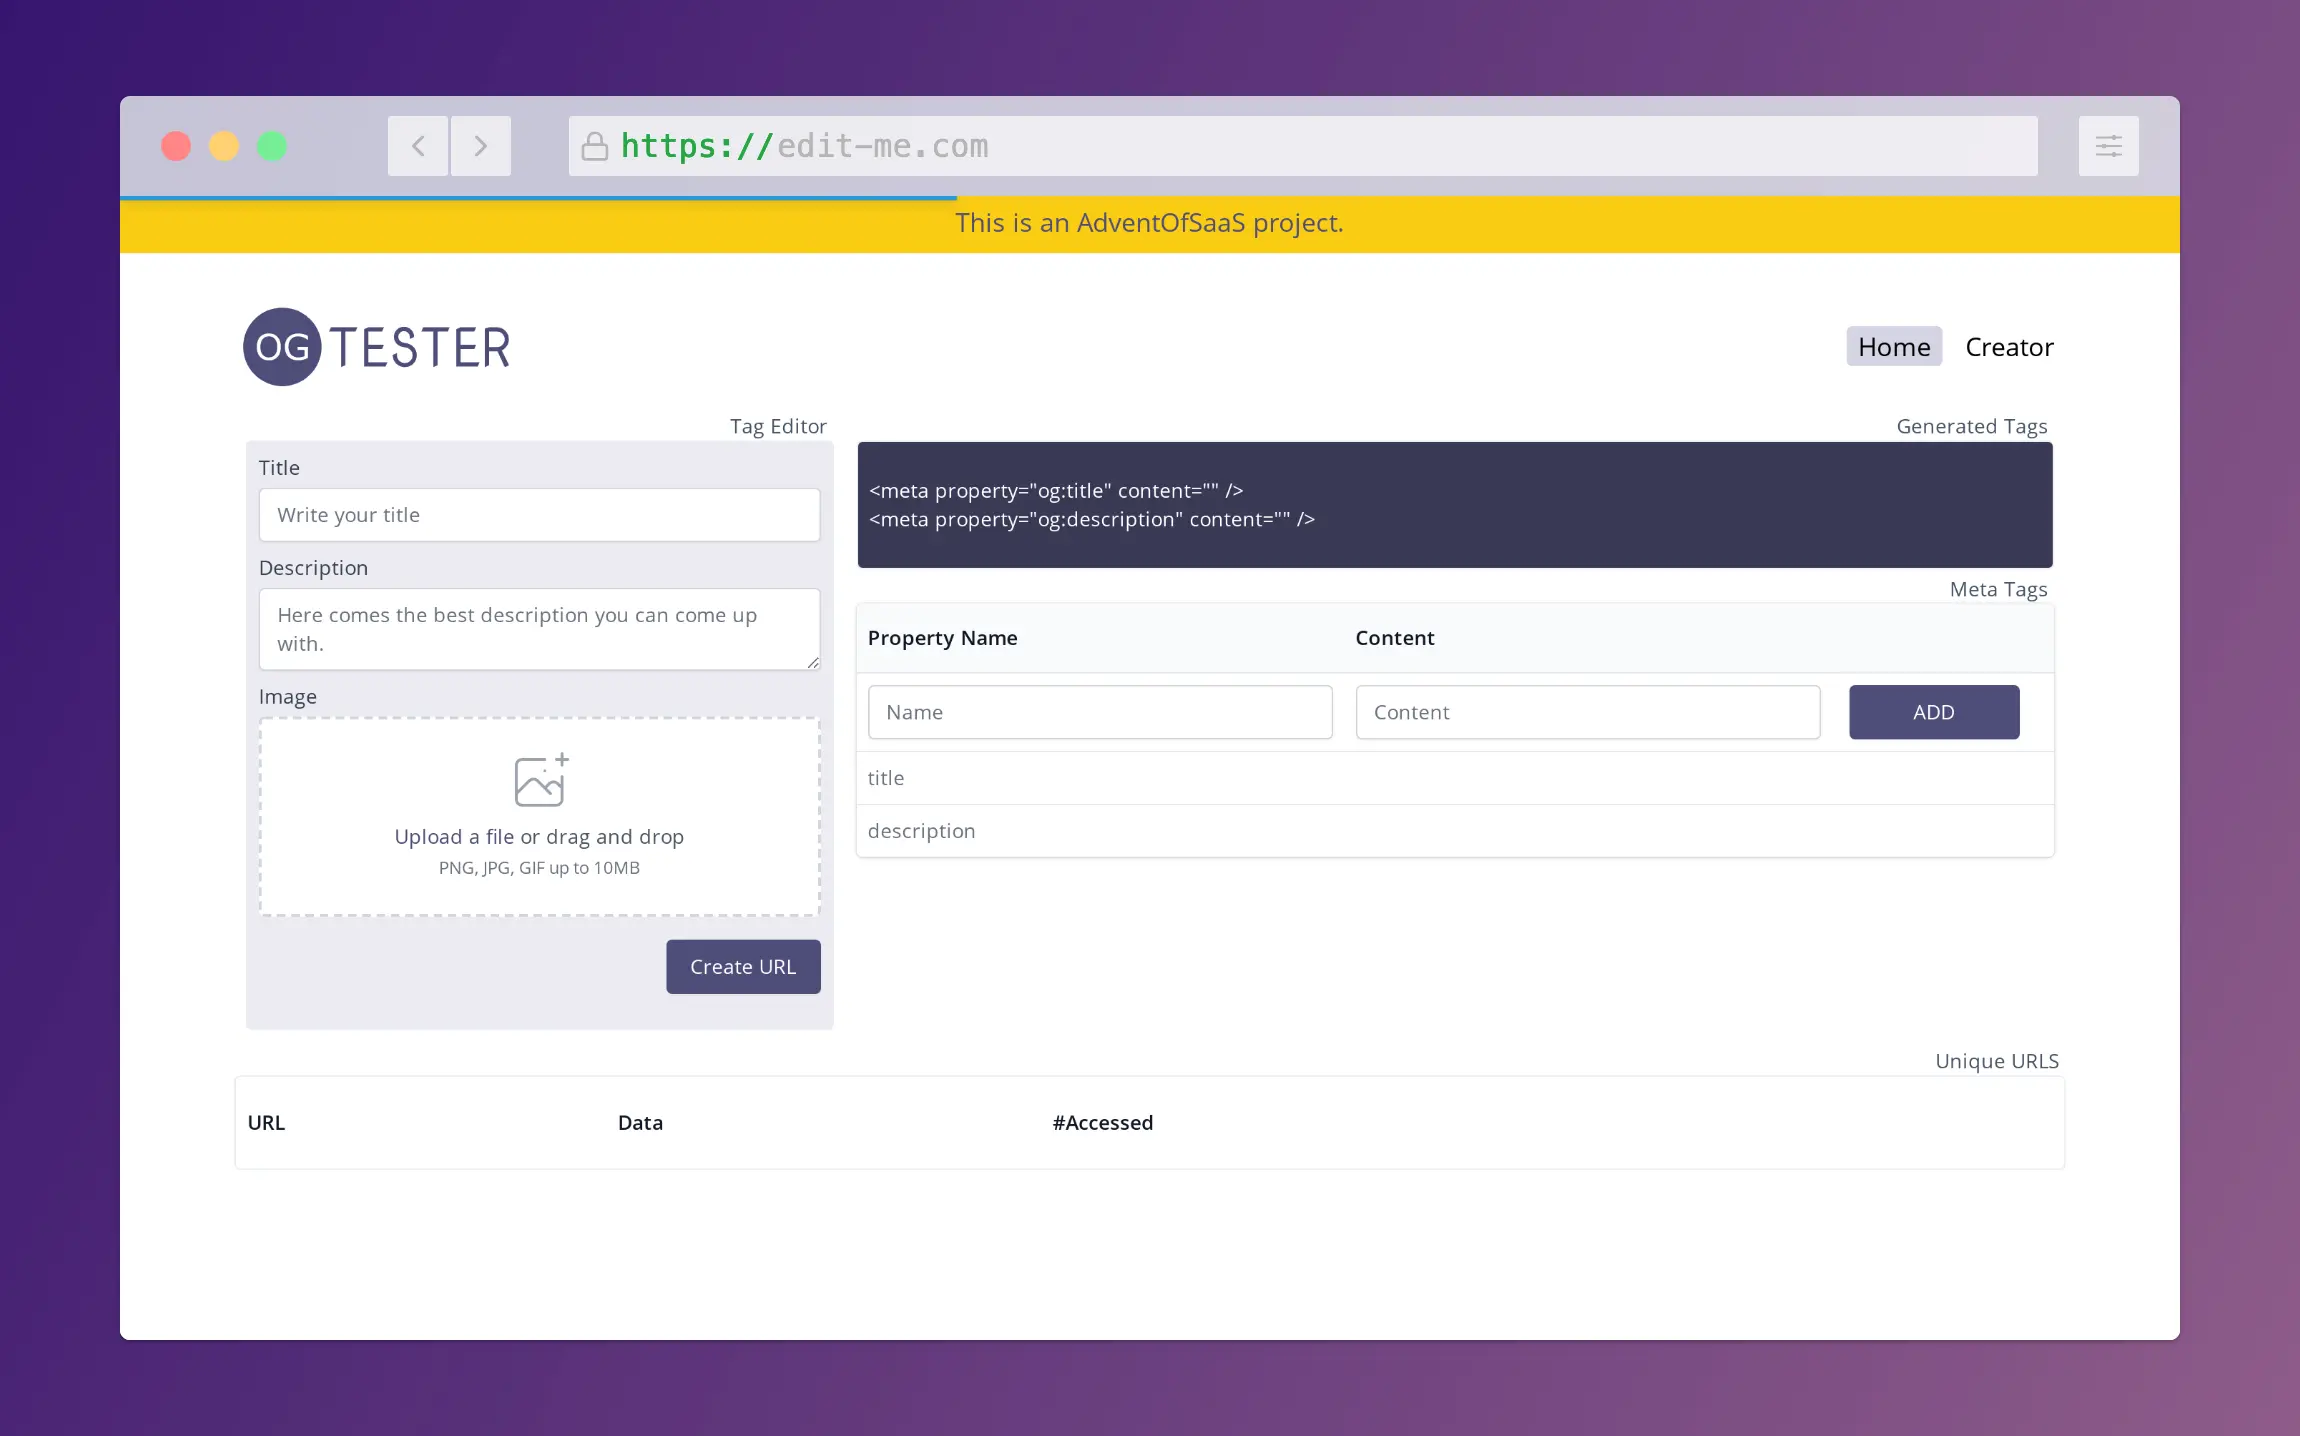 https://edit-me.com
This is an AdventOfSaaS project.
OG TESTER
Home Creator
Tag Editor
Title
Write your title
Description
Here comes the best description you can come up
with.
Image
Upload a file or drag and drop
PNG, JPG, GIF up to 10MB
Create URL
Generated Tags
<meta property="og:title" content="" />
<meta property="og:description" content="" />
Meta Tags
Property Name Content
Name Content ADD
title
description
Unique URLS
URL Data #Accessed